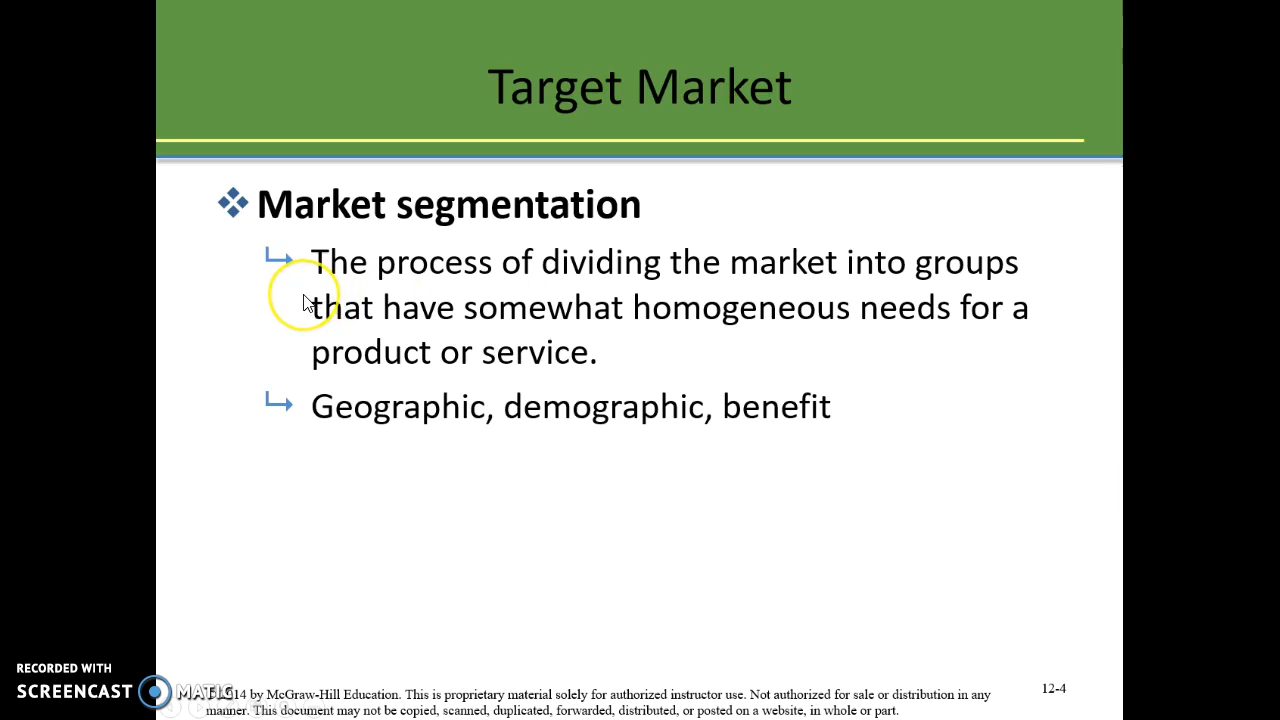 Target Market
Market segmentation
The process of dividing the market into groups
that have somewhat homogeneous needs for a
product or service.
Geographic, demographic, benefit
RECORDED WITH
SCREENCAST MATIC
14 by McGraw-Hill Education. This is proprietary material solely for authorized instructor use. Not authorized for sale or distribution in any
manner. This document may not be copied, scanned, duplicated, forwarded, distributed, or posted on a website, in whole or part.
12-4